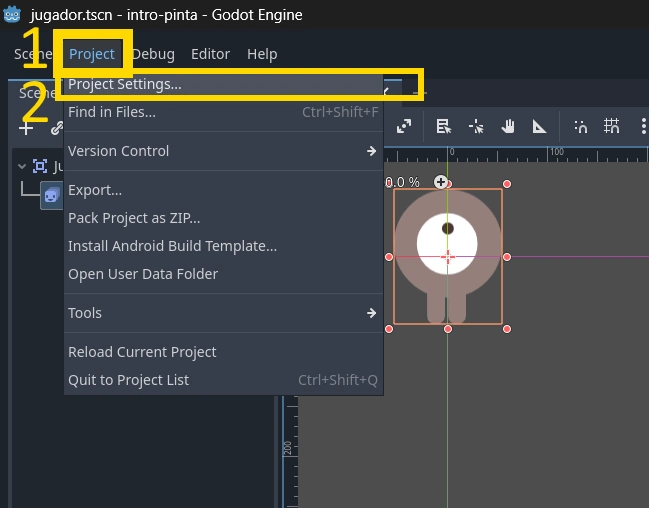 jugador.tscn - intro-pinta - Godot Engine
1
Scene Project Debug Editor Help
Project Settings...
2
Find in Files... Ctrl+Shift+F
Version Control
Export...
Pack Project as ZIP...
Install Android Build Template...
Open User Data Folder
Tools
Reload Current Project
Quit to Project List Ctrl+Shift+Q
0
100
0.0 %
200